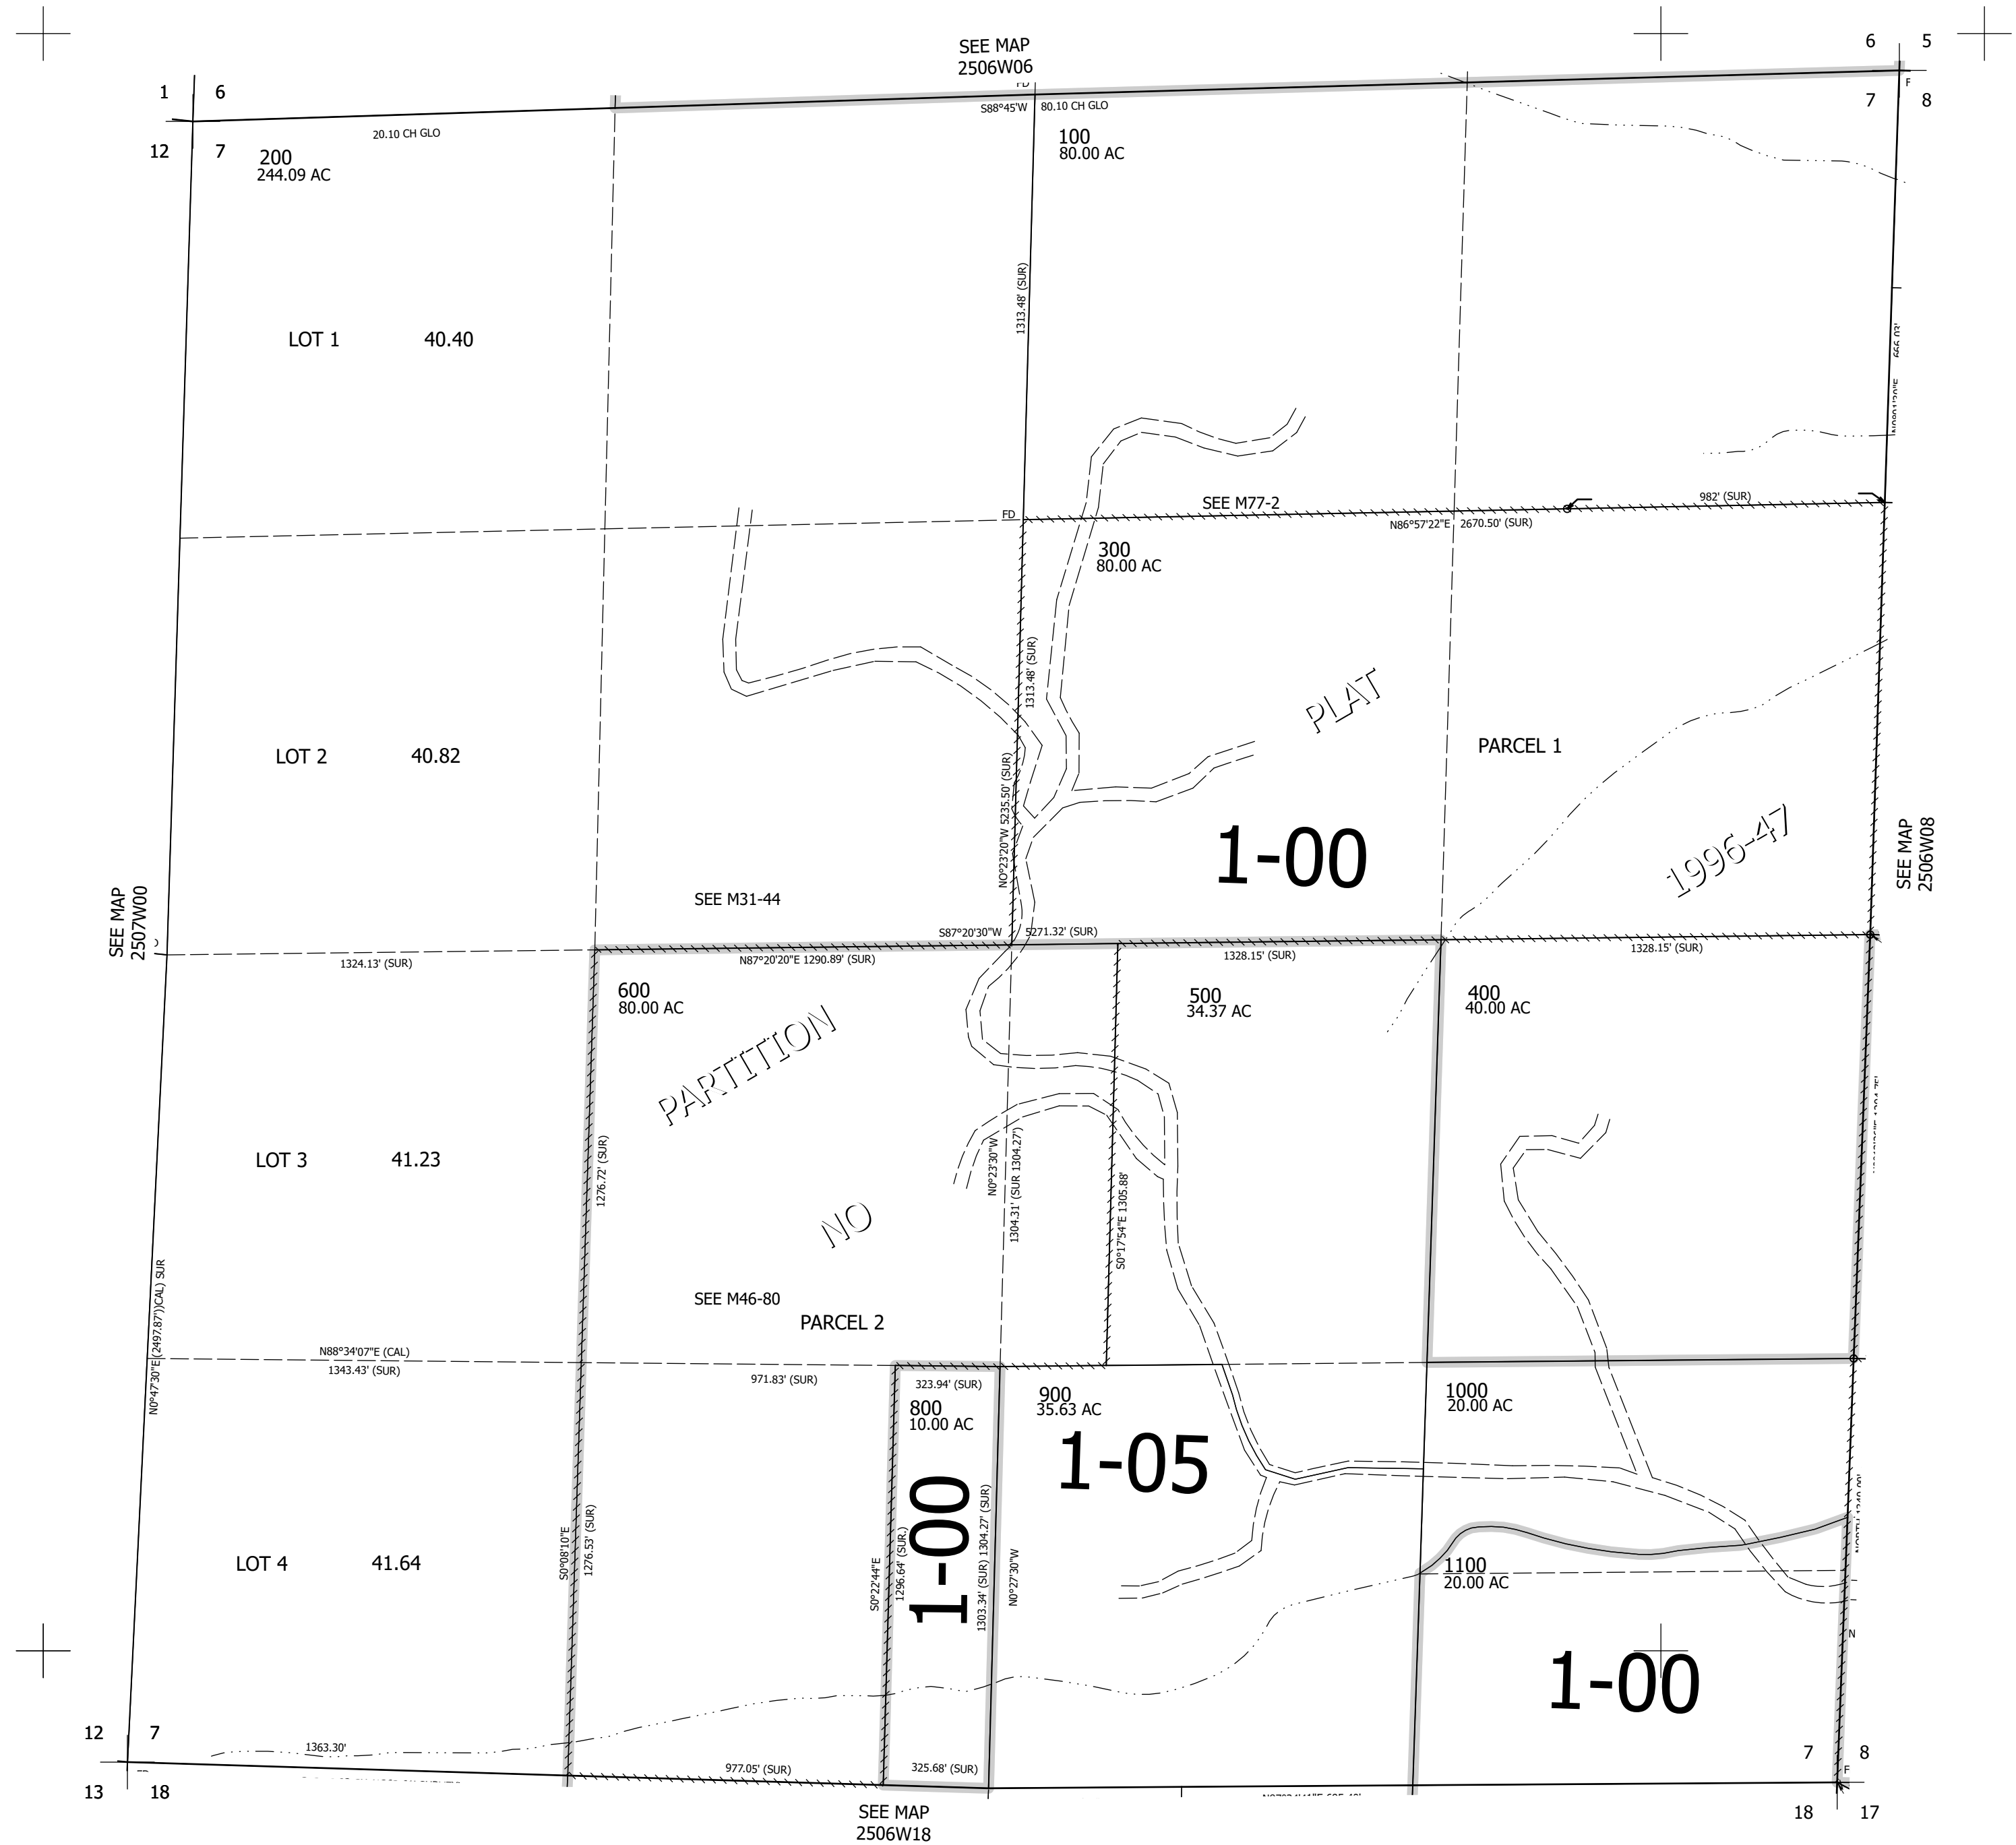 SEE MAP
2506W06
6 5
7 8
1 6
12 7
20.10 CH GLO
S88°45'W 80.10 CH GLO
200
244.09 AC
100
80.00 AC
1313.48' (SUR)
LOT 1 40.40
666.03'
SEE M77-2
982' (SUR)
FD
N86°57'22"E 2670.50' (SUR)
300
80.00 AC
1313.48' (SUR)
PLAT
PARCEL 1
LOT 2 40.82
N0°23'20"W 5235.50' (SUR)
1-00
1996-47
SEE MAP
2506W08
SEE MAP
2507W00
SEE M31-44
S87°20'30"W 5271.32' (SUR)
1324.13' (SUR)
N87°20'20"E 1290.89' (SUR)
1328.15' (SUR)
1328.15' (SUR)
600
80.00 AC
500
34.37 AC
400
40.00 AC
PARTITION
LOT 3 41.23
1276.72' (SUR)
N0°23'30"W
1304.31' (SUR 1304.27')
S0°17'54"E 1305.88'
NO
SEE M46-80
PARCEL 2
N0°47'30"E (2497.87'))CAL) SUR
N88°34'07"E (CAL)
1343.43' (SUR)
971.83' (SUR)
323.94' (SUR)
800
10.00 AC
900
35.63 AC
1000
20.00 AC
1-05
1-00
LOT 4 41.64
S0°08'10"E
1276.53' (SUR)
S0°22'44"E
1296.64' (SUR.)
1303.34' (SUR) 1304.27' (SUR)
N0°27'30"W
1100
20.00 AC
N
1-00
12 7
1363.30'
977.05' (SUR)
325.68' (SUR)
7 8
F
13 18
SEE MAP
2506W18
18 17